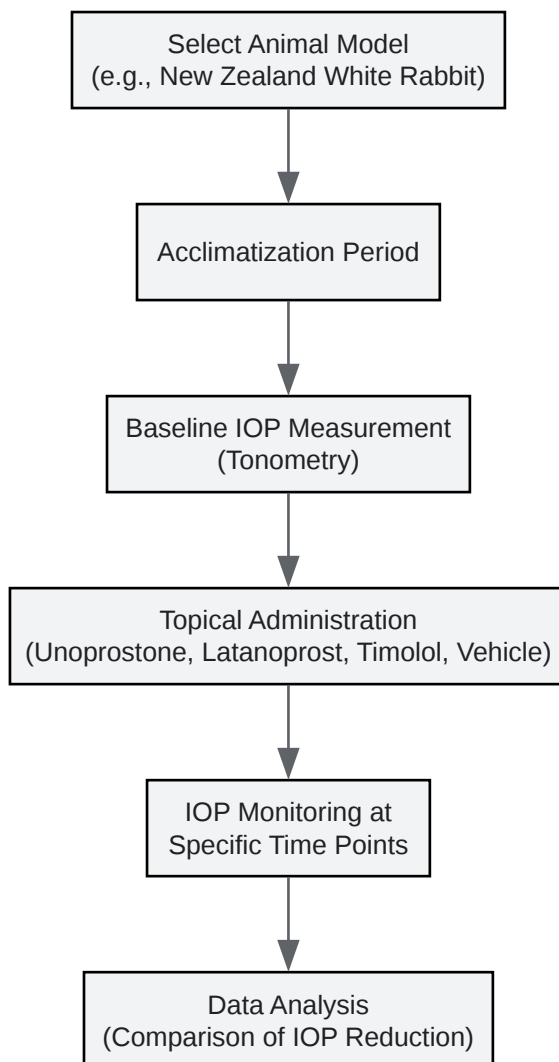 Select Animal Model
(e.g., New Zealand White Rabbit)
Acclimatization Period
Baseline IOP Measurement
(Tonometry)
Topical Administration
(Unoprostone, Latanoprost, Timolol, Vehicle)
IOP Monitoring at
Specific Time Points
Data Analysis
(Comparison of IOP Reduction)